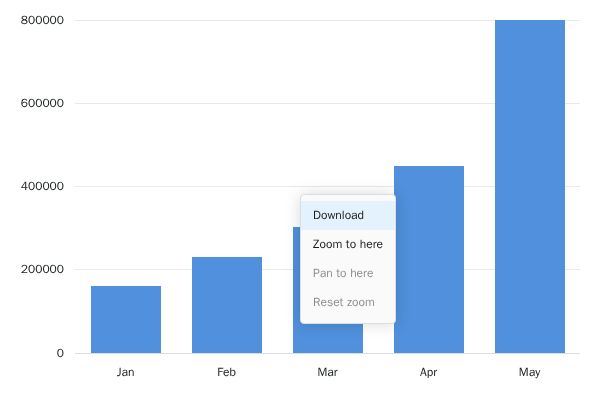 800000
600000
400000
200000
0
Download
Zoom to here
Pan to here
Reset zoom
Jan Feb Mar Apr May